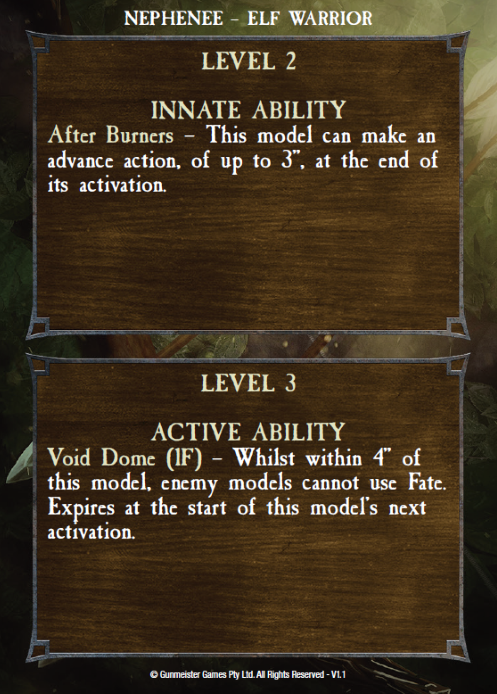 NEPHENEE – ELF WARRIOR
LEVEL 2
INNATE ABILITY
After Burners – This model can make an
advance action, of up to 3”, at the end of
its activation.
LEVEL 3
ACTIVE ABILITY
Void Dome (1F) – Whilst within 4” of
this model, enemy models cannot use Fate.
Expires at the start of this model’s next
activation.
© Gunmeister Games Pty Ltd. All Rights Reserved - V1.1